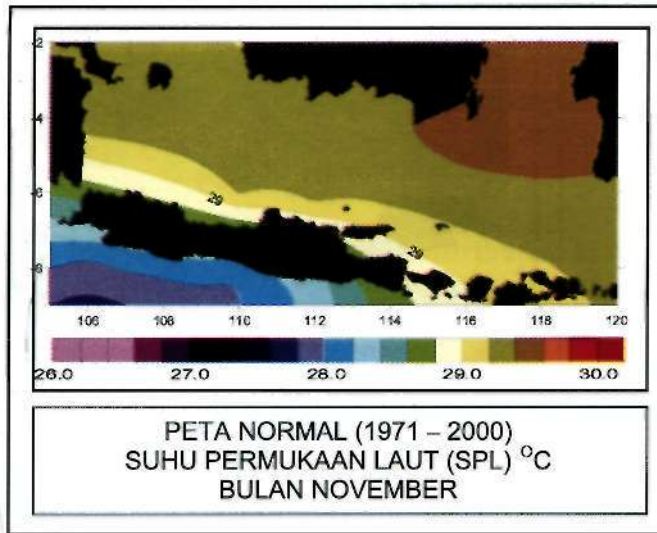 -2
-4
-6
-8
29
29
106 108 110 112 114 116 118 120
26.0 27.0 28.0 29.0 30.0
PETA NORMAL (1971 – 2000)
SUHU PERMUKAAN LAUT (SPL) °C
BULAN NOVEMBER